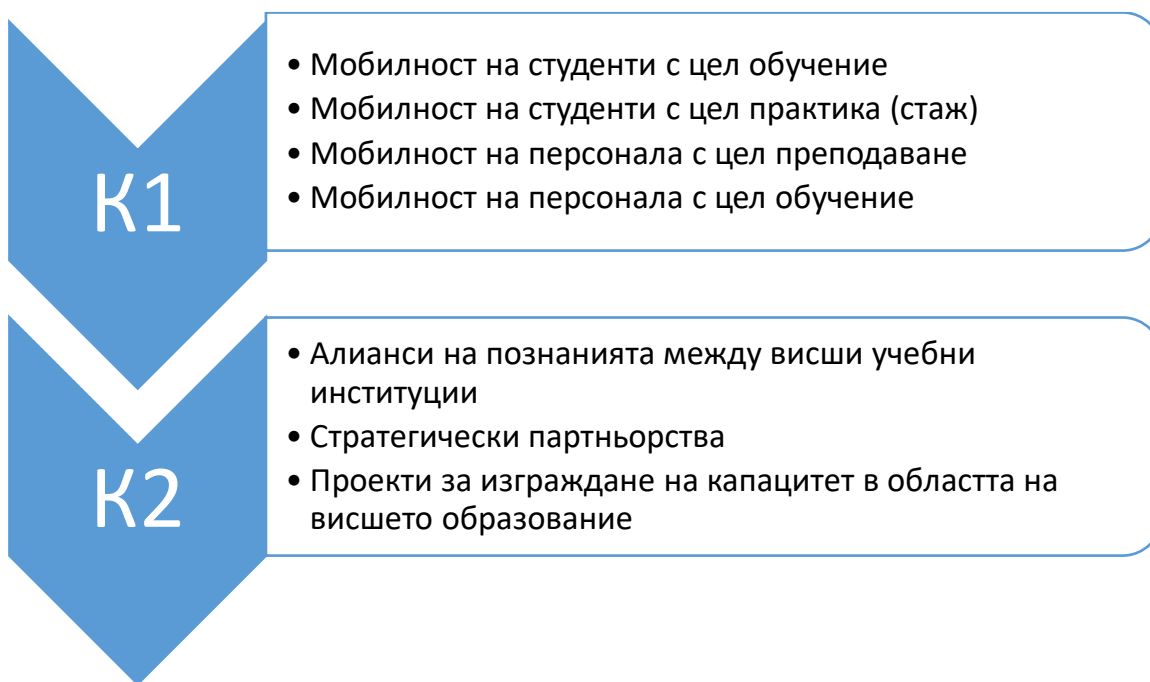 К1
• Мобилност на студенти с цел обучение
• Мобилност на студенти с цел практика (стаж)
• Мобилност на персонала с цел преподаване
• Мобилност на персонала с цел обучение
К2
• Алианси на познанията между висши учебни
институции
• Стратегически партньорства
• Проекти за изграждане на капацитет в областта на
висшето образование